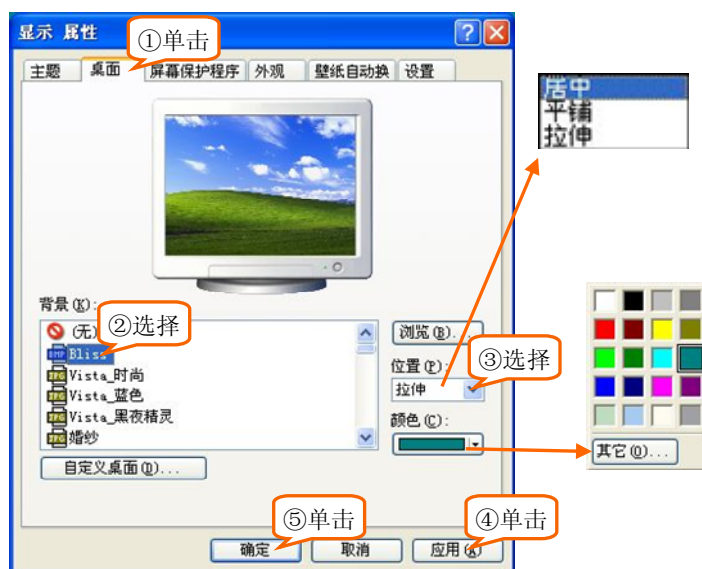 显示 属性
①单击
主题 桌面 屏幕保护程序 外观 壁纸自动换 设置
居中
平铺
拉伸
背景(K):
②选择
(无)
Bliss
Vista_时尚
Vista_蓝色
Vista_黑夜精灵
婚纱
浏览(B)...
位置(P):
③选择
拉伸
颜色(C):
其它(O)...
自定义桌面(D)...
⑤单击
④单击
确定 取消 应用(A)